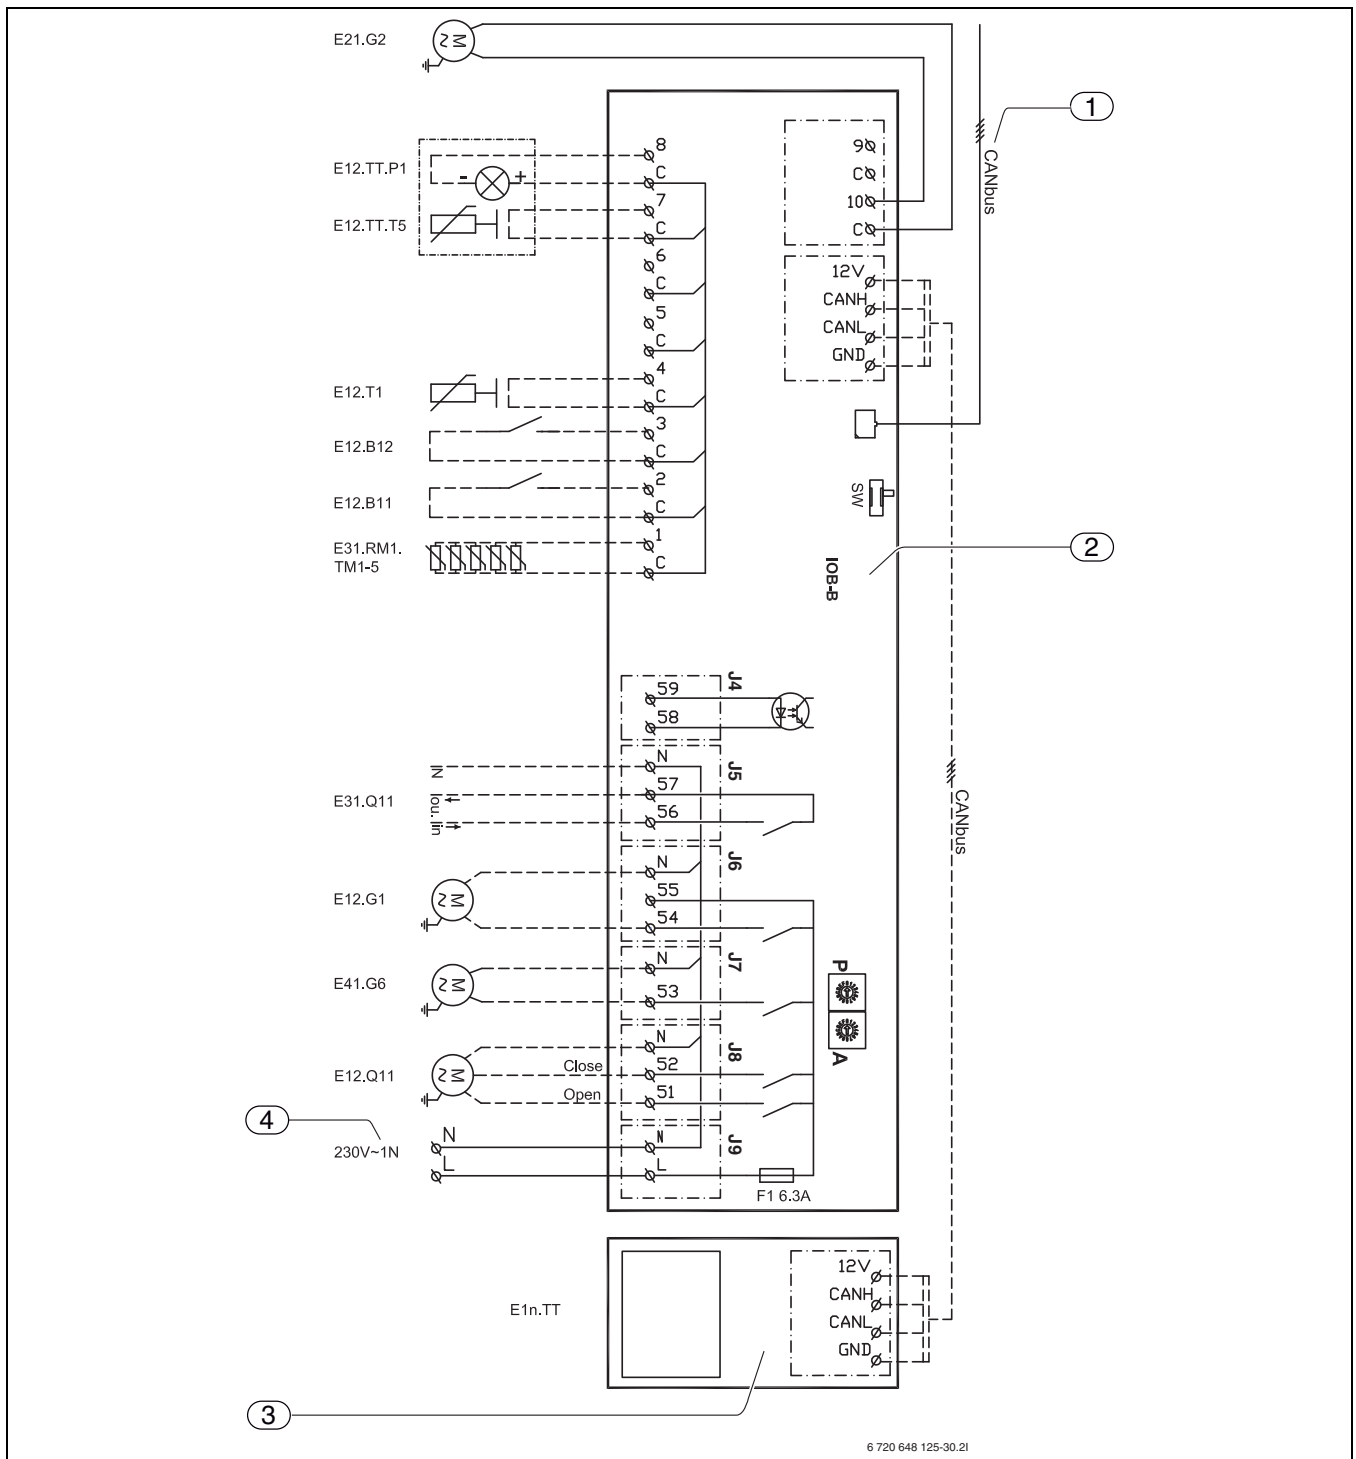 E21.G2
M
1
CANbus
8
9
E12.TT.P1
-
+
C
C
7
10
E12.TT.T5
C
C
6
12V
C
CANH
5
CANL
C
GND
E12.T1
4
C
E12.B12
3
C
SW
E12.B11
2
C
E31.RM1.
TM1-5
1
C
2
IOB-B
59
J4
58
N
N
J5
E31.Q11
57
ou.
in
56
CANbus
N
J6
E12.G1
M
55
54
N
J7
E41.G6
M
53
P
A
N
J8
E12.Q11
M
Close
52
Open
51
4
230V~1N
N
N
J9
L
L
F1 6.3A
E1n.TT
12V
CANH
CANL
GND
3
6 720 648 125-30.2I